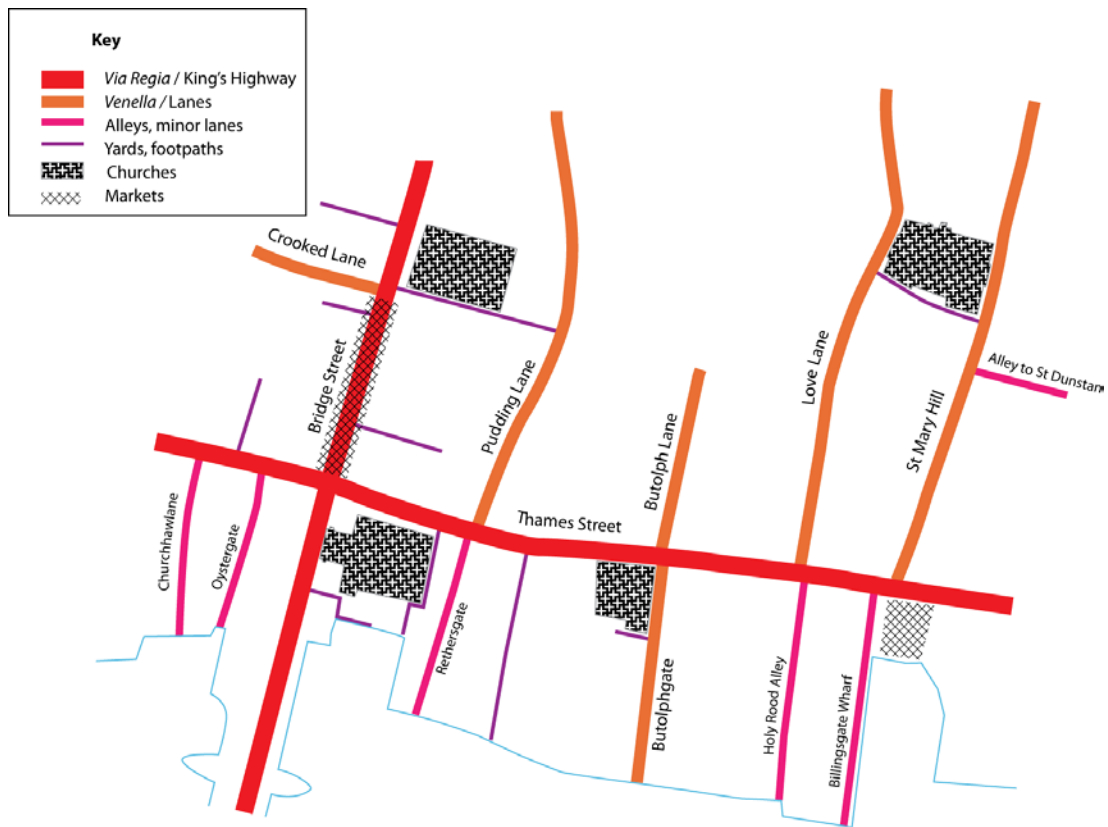 Key
Via Regia / King's Highway
Venella / Lanes
Alleys, minor lanes
Yards, footpaths
Churches
Markets
Crooked Lane
Bridge Street
Pudding Lane
Butolph Lane
Love Lane
St Mary Hill
Alley to St Dunstan
Thames Street
Churchhawlane
Oystergate
Rethersgate
Butolphgate
Holy Rood Alley
Billingsgate Wharf